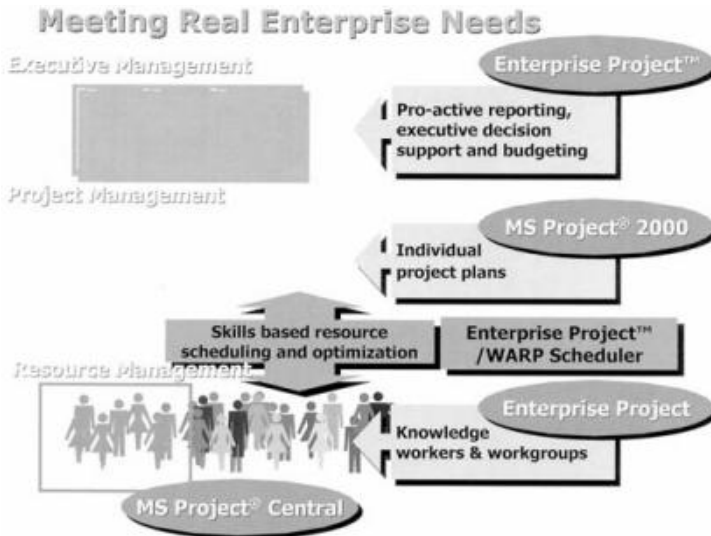 Meeting Real Enterprise Needs
Executive Management
Enterprise Project™
Pro-active reporting,
executive decision
support and budgeting
Project Management
MS Project® 2000
Individual
project plans
Skills based resource
scheduling and optimization
Enterprise Project™
/WARP Scheduler
Resource Management
Enterprise Project
Knowledge
workers & workgroups
MS Project® Central